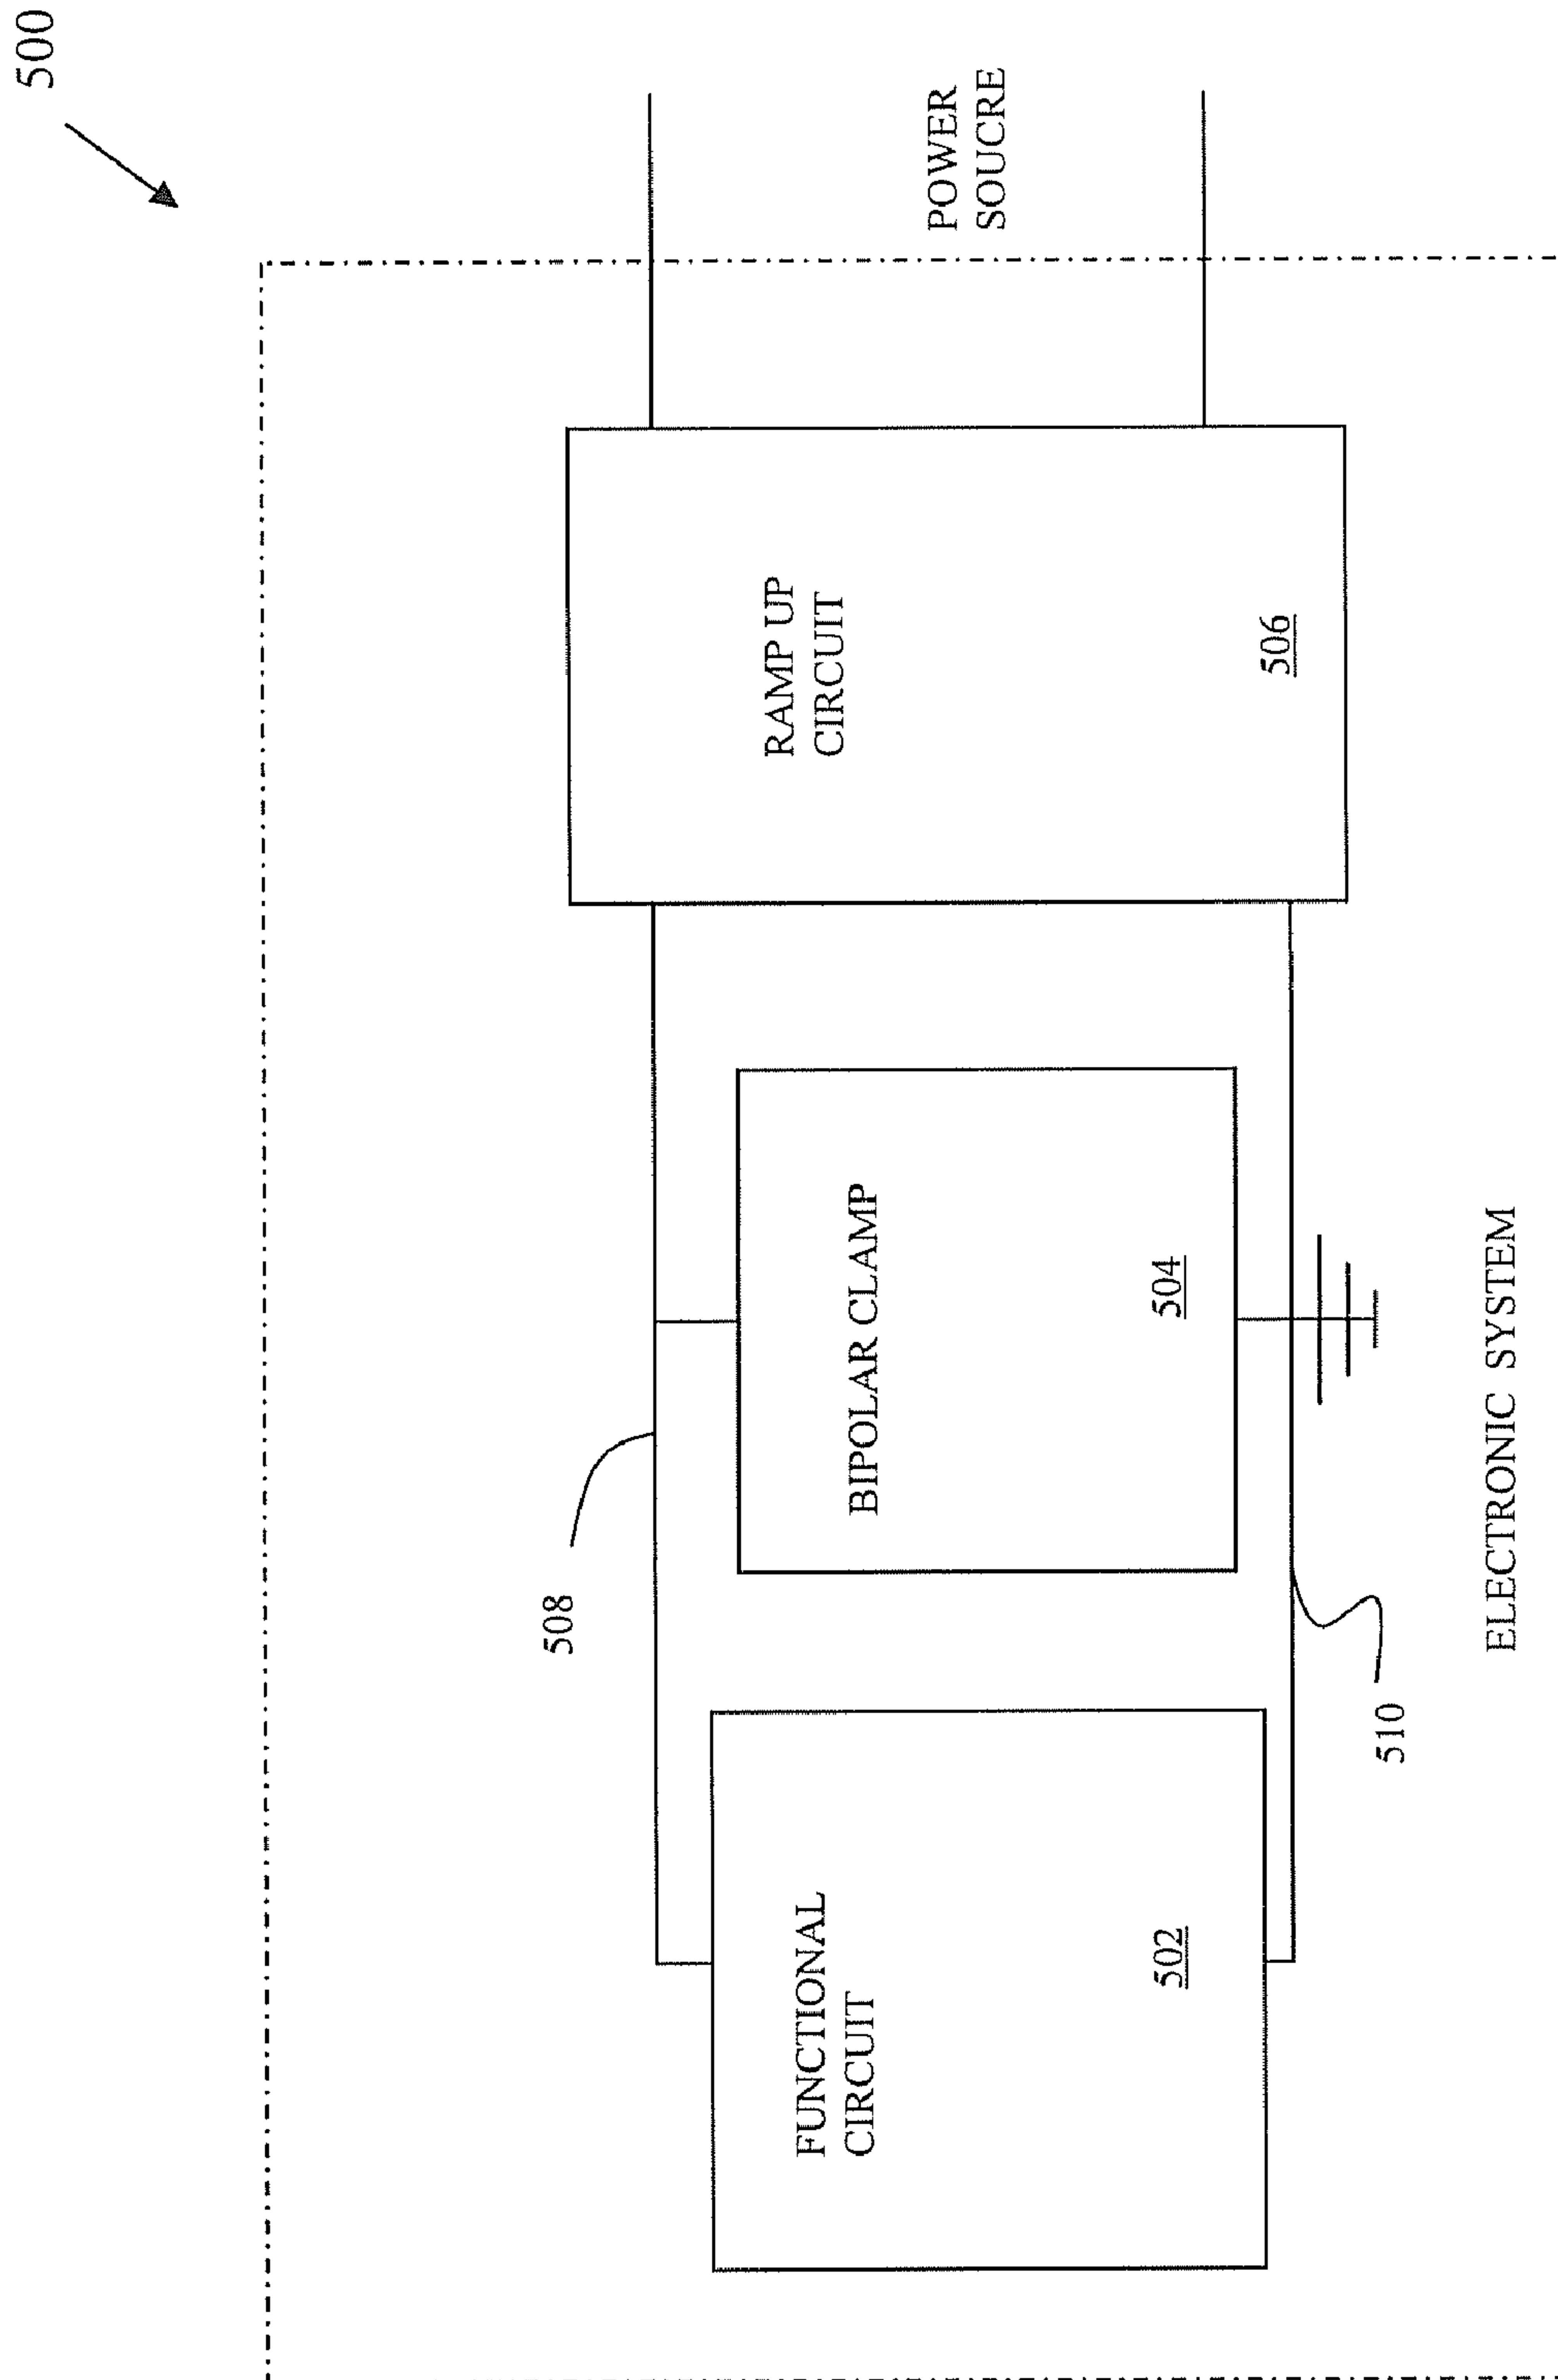 500
POWER
SOUCRE
RAMP UP
CIRCUIT
506
BIPOLAR CLAMP
504
508
FUNCTIONAL
CIRCUIT
502
510
ELECTRONIC SYSTEM